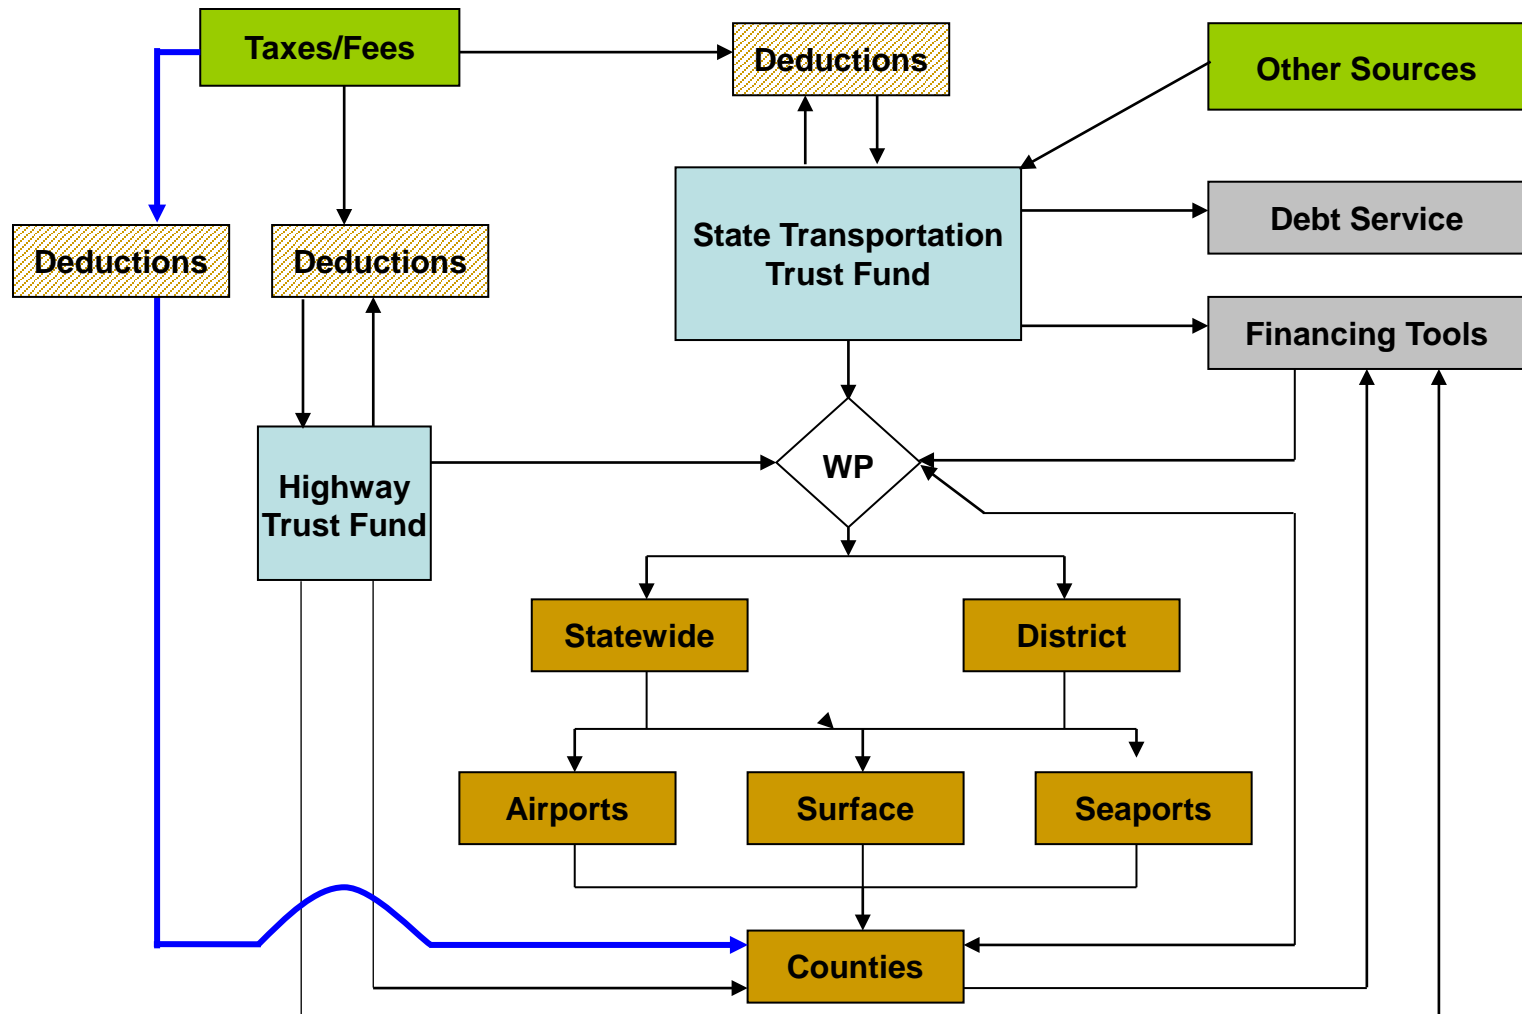 Taxes/Fees
Deductions
Other Sources
State Transportation
Trust Fund
Debt Service
Deductions
Deductions
Financing Tools
WP
Highway
Trust Fund
Statewide
District
Airports
Surface
Seaports
Counties